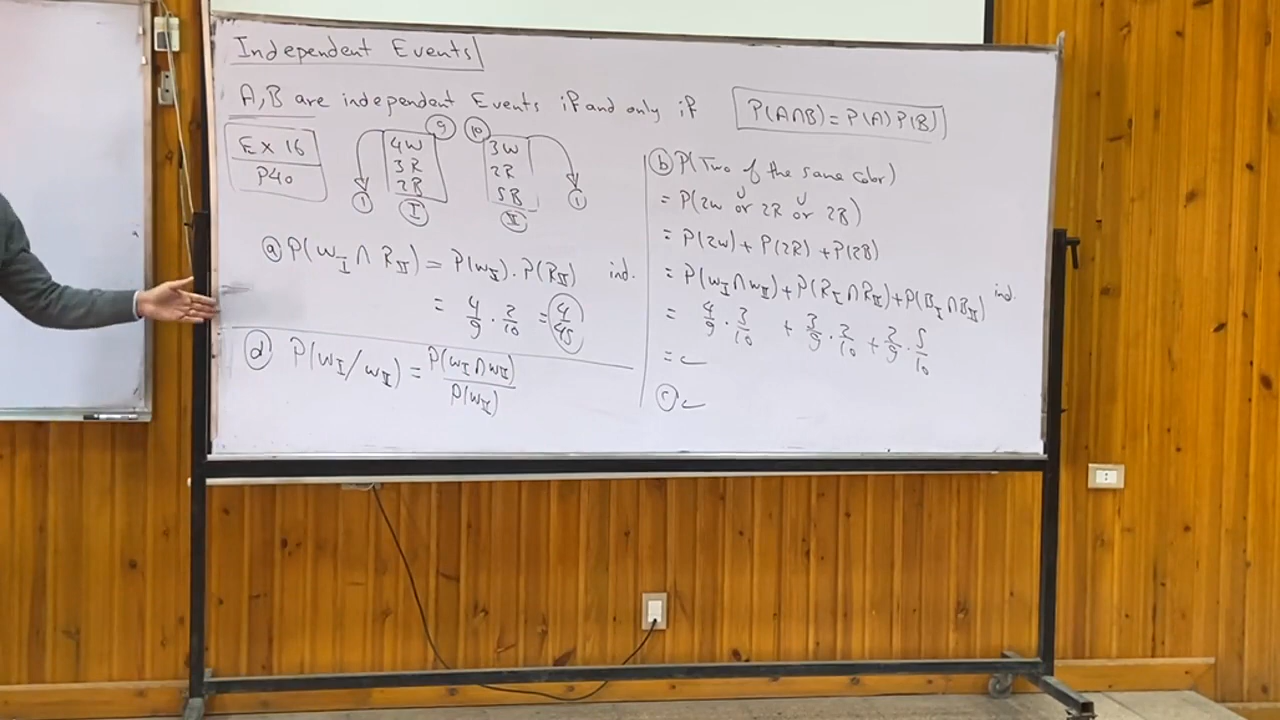 Independent Events
A,B are independent Events if and only if P(A∩B) = P(A) P(B)
Ex 16
P40
9
4W
3R
2B
I
1
10
3W
2R
5B
II
1
(a) P(W_I ∩ R_II) = P(W_I) . P(R_II) ind.
= 4/9 . 2/10 = 4/45
(d) P(W_I / W_II) = P(W_I ∩ W_II) / P(W_II)
(b) P(Two of the same color)
= P(2W or 2R or 2B)
= P(2W) + P(2R) + P(2B)
= P(W_I ∩ W_II) + P(R_I ∩ R_II) + P(B_I ∩ B_II) ind.
= 4/9 . 3/10 + 3/9 . 2/10 + 2/9 . 5/10
=
(c)